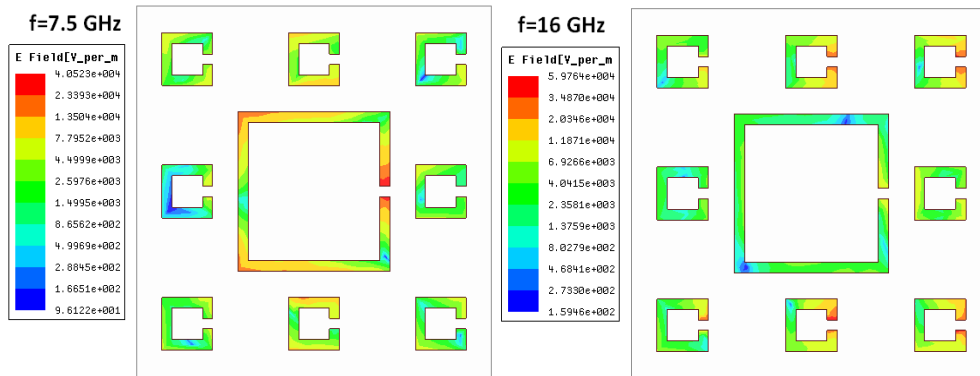 f=7.5 GHz
E Field[V_per_m
4.0523e+004
2.3393e+004
1.3504e+004
7.7952e+003
4.4999e+003
2.5976e+003
1.4995e+003
8.6562e+002
4.9969e+002
2.8845e+002
1.6651e+002
9.6122e+001
f=16 GHz
E Field[V_per_m
5.9764e+004
3.4870e+004
2.0346e+004
1.1871e+004
6.9266e+003
4.0415e+003
2.3581e+003
1.3759e+003
8.0279e+002
4.6841e+002
2.7330e+002
1.5946e+002